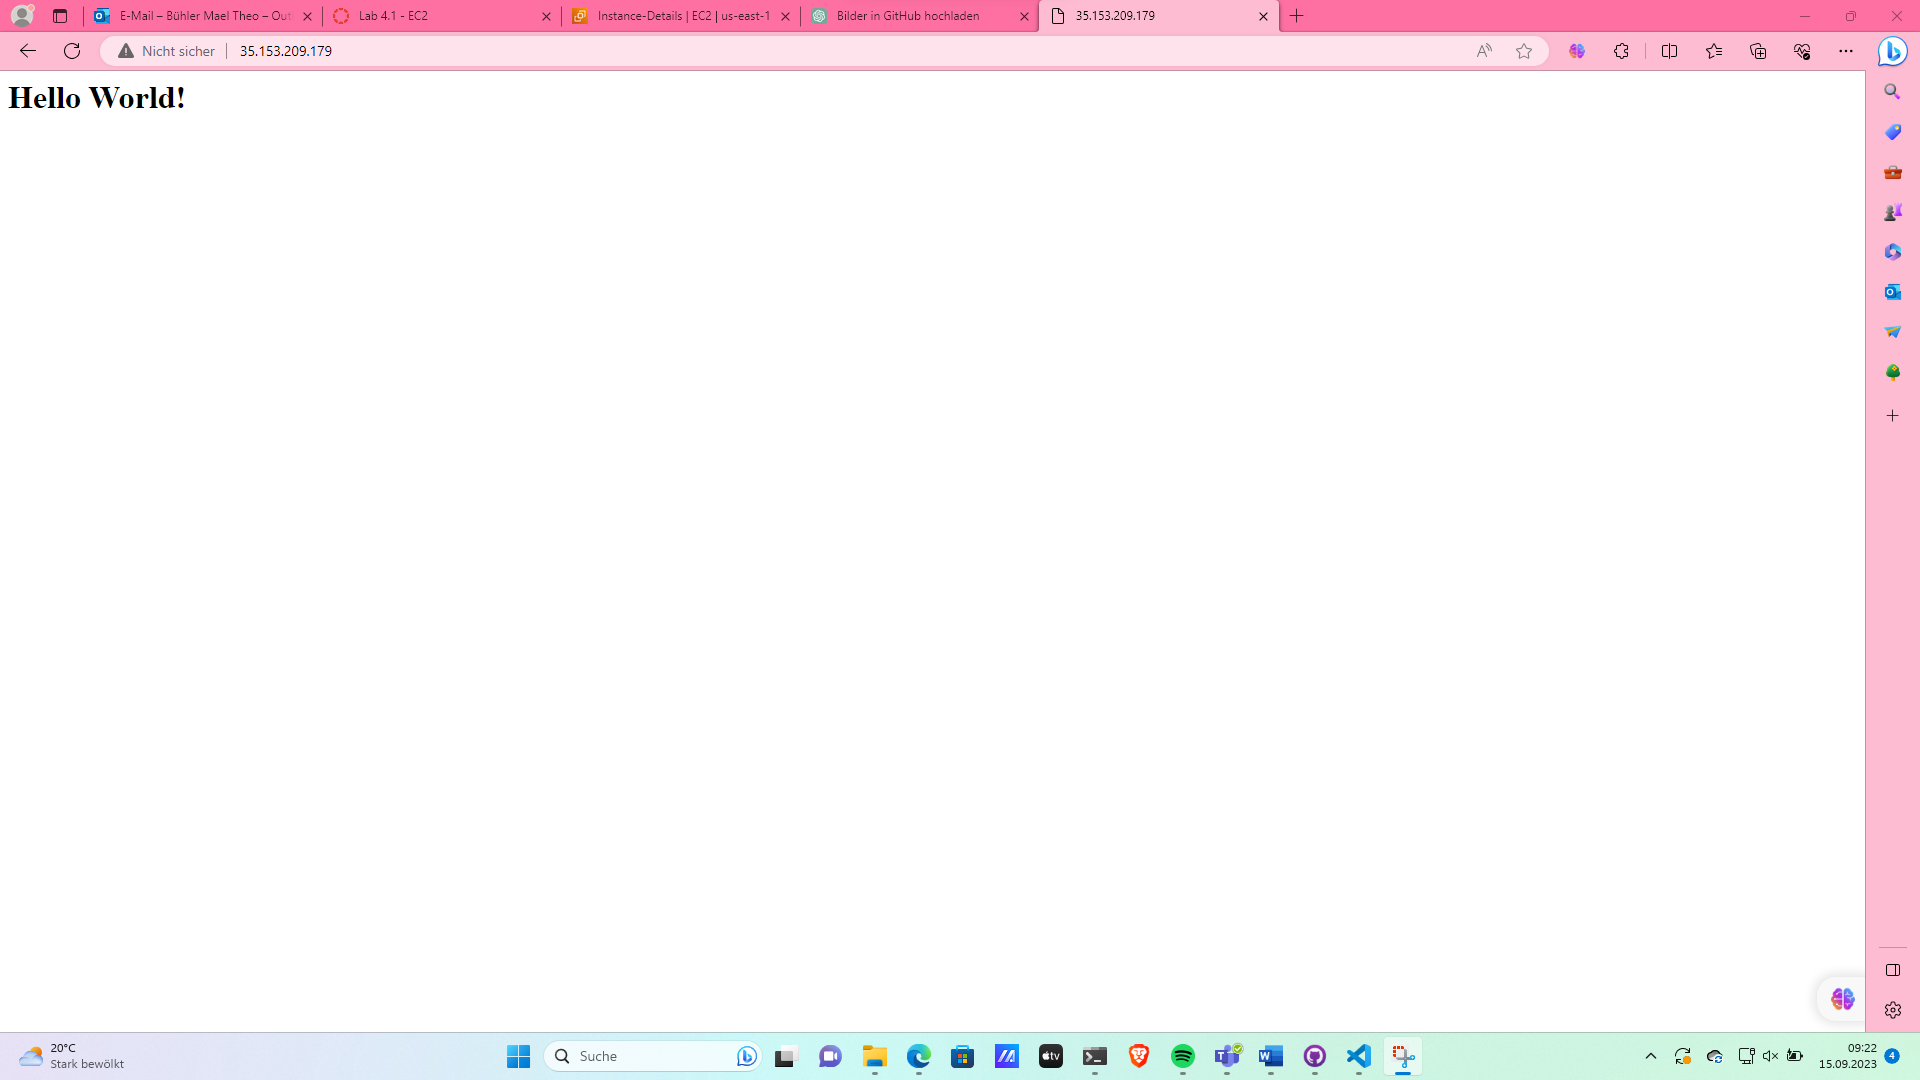 E-Mail – Bühler Mael Theo – Out
Lab 4.1 - EC2
Instance-Details | EC2 | us-east-1
Bilder in GitHub hochladen
35.153.209.179
Nicht sicher
35.153.209.179
Hello World!
20°C
Stark bewölkt
Suche
tv
09:22
15.09.2023
4